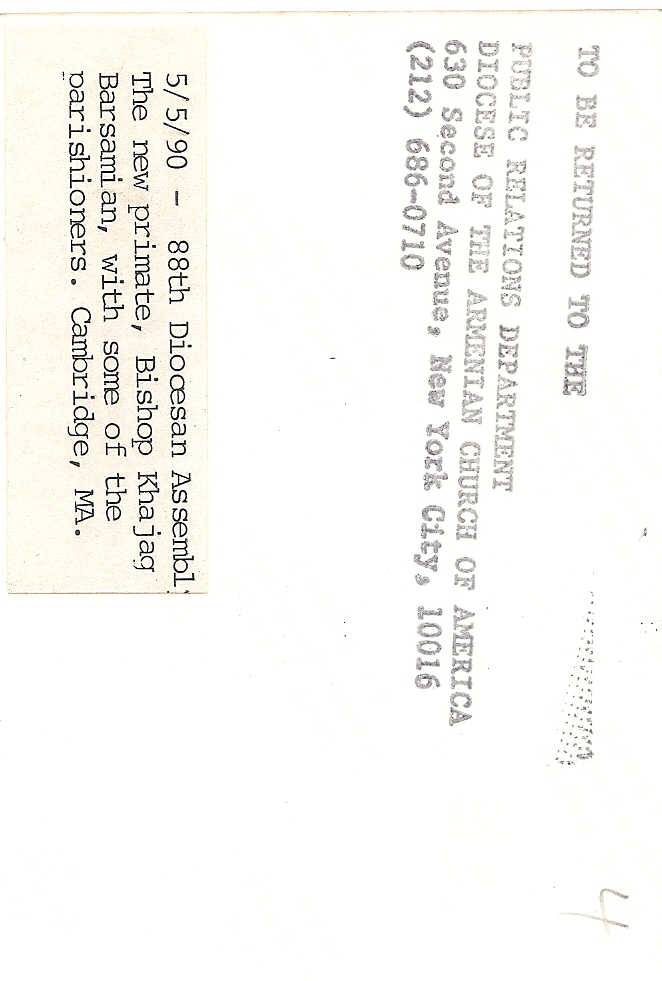 TO BE RETURNED TO THE
PUBLIC RELATIONS DEPARTMENT
DIOCESE OF THE ARMENIAN CHURCH OF AMERICA
630 Second Avenue, New York City, 10016
(212) 686-0710
5/5/90 - 88th Diocesan Assembl
The new primate, Bishop Khajag
Barsamian, with some of the
parishioners. Cambridge, MA.
4